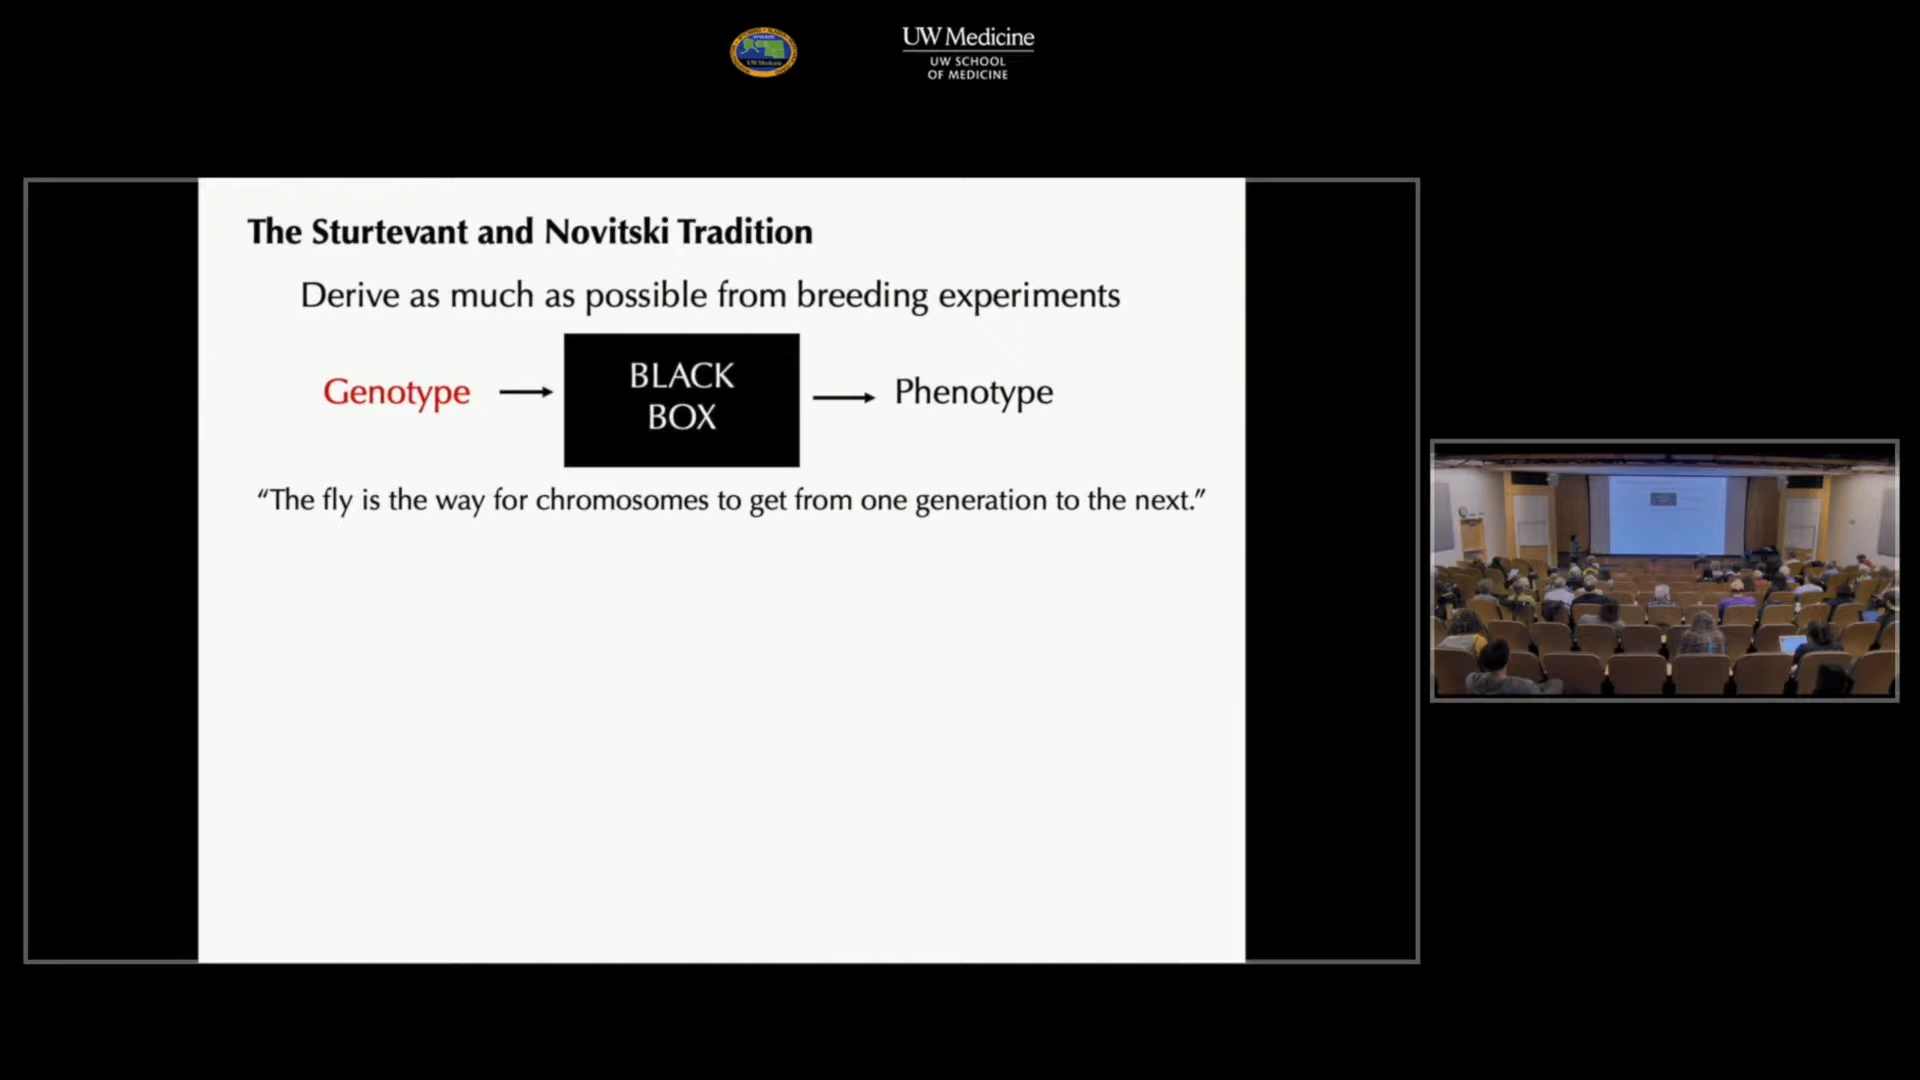 UW Medicine
UW SCHOOL
OF MEDICINE
The Sturtevant and Novitski Tradition
Derive as much as possible from breeding experiments
Genotype
BLACK
BOX
Phenotype
“The fly is the way for chromosomes to get from one generation to the next.”